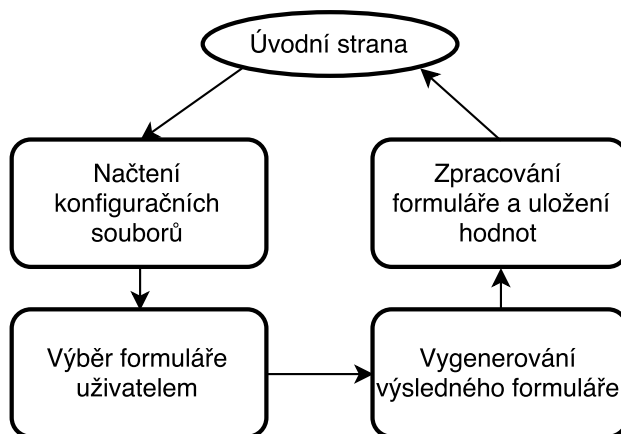 Úvodní strana
Načtení
konfiguračních
souborů
Zpracování
formuláře a uložení
hodnot
Výběr formuláře
uživatelem
Vygenerování
výsledného formuláře